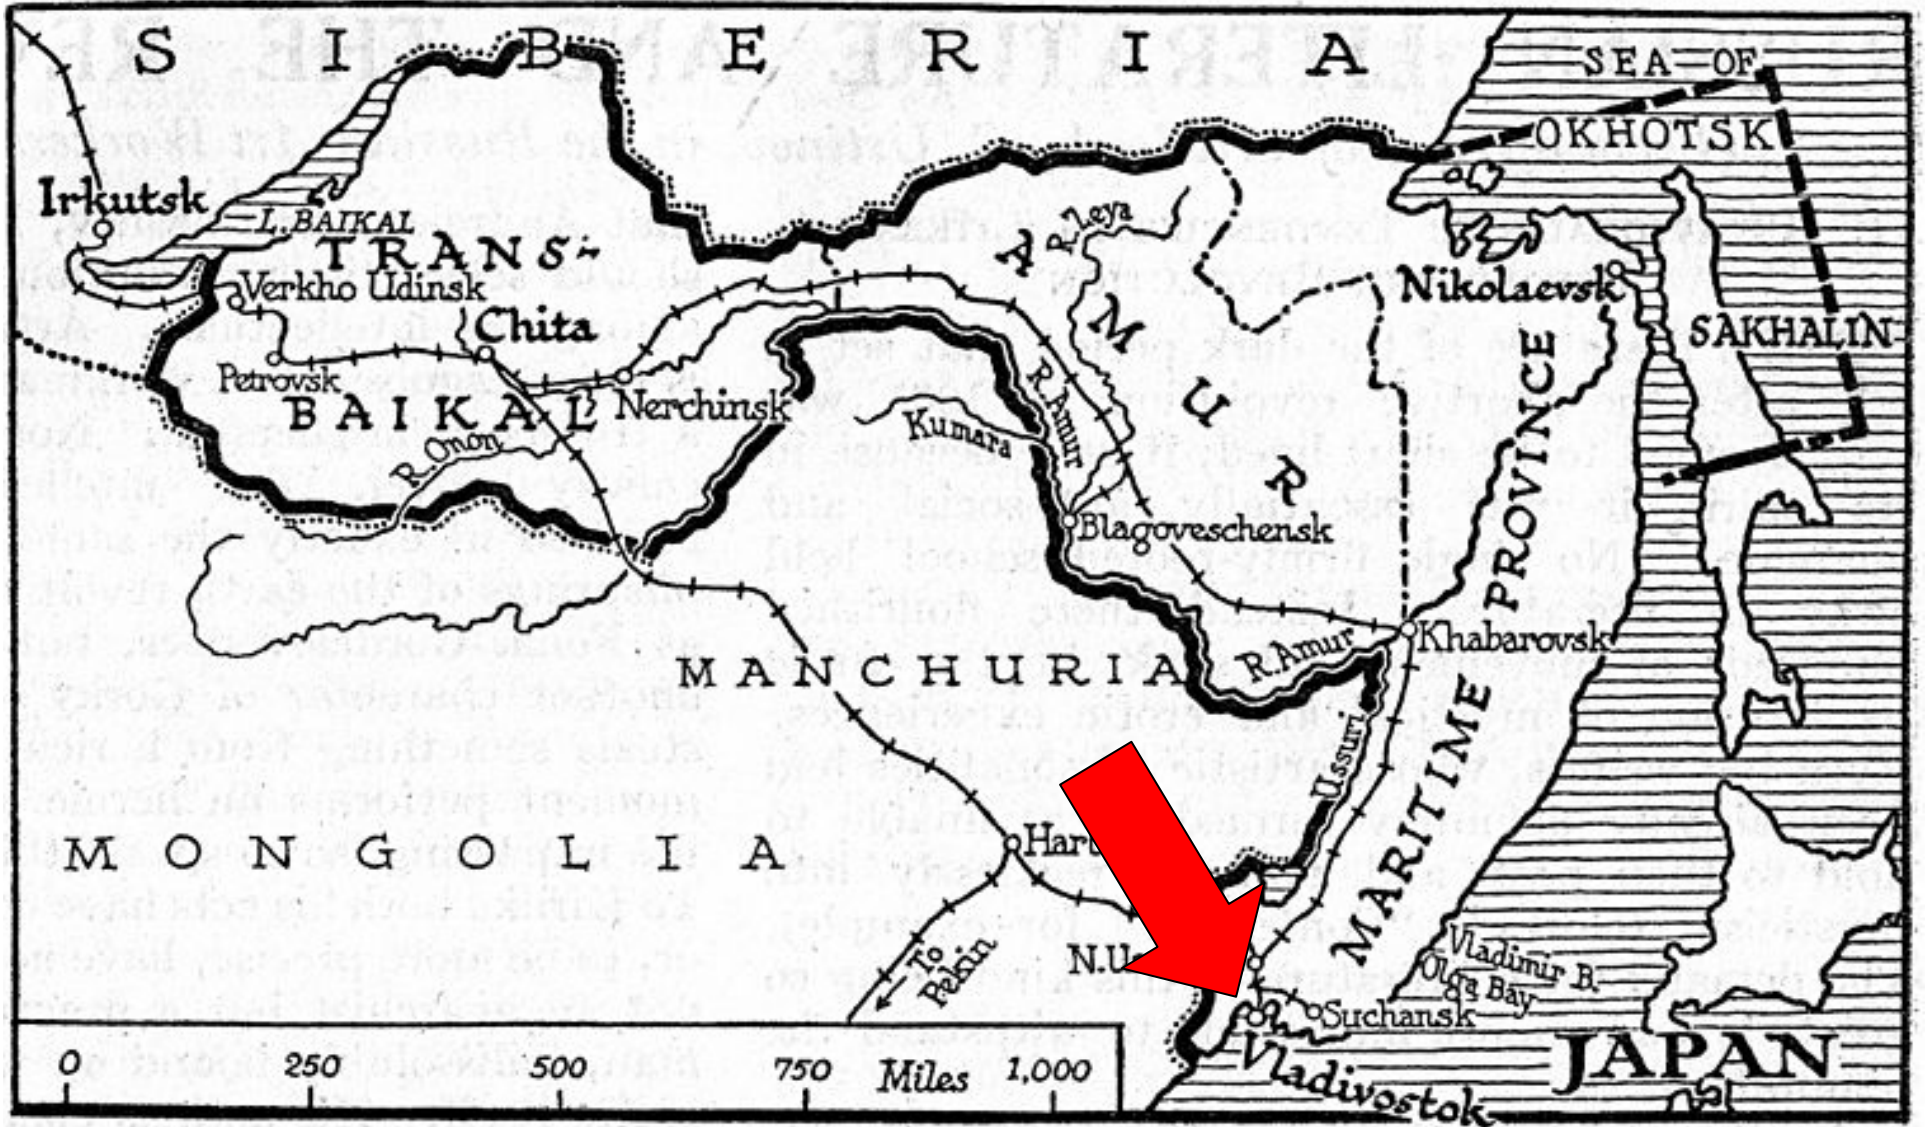 SIBERIA
SEA OF
OKHOTSK
Irkutsk
L.BAIKAL
TRANS-
BAIKAL
Verkho Udinsk
Chita
Petrovsk
Nerchinsk
R.Onon
R.Zeya
AMUR
Kumara
R.Amur
Nikolaevsk
SAKHALIN
Blagoveschensk
MARITIME PROVINCE
Khabarovsk
R.Amur
MANCHURIA
Ussuri
MONGOLIA
To
Pekin
Vladimir B.
Olga Bay
Suchansk
Vladivostok
JAPAN
0 250 500 750 Miles 1,000